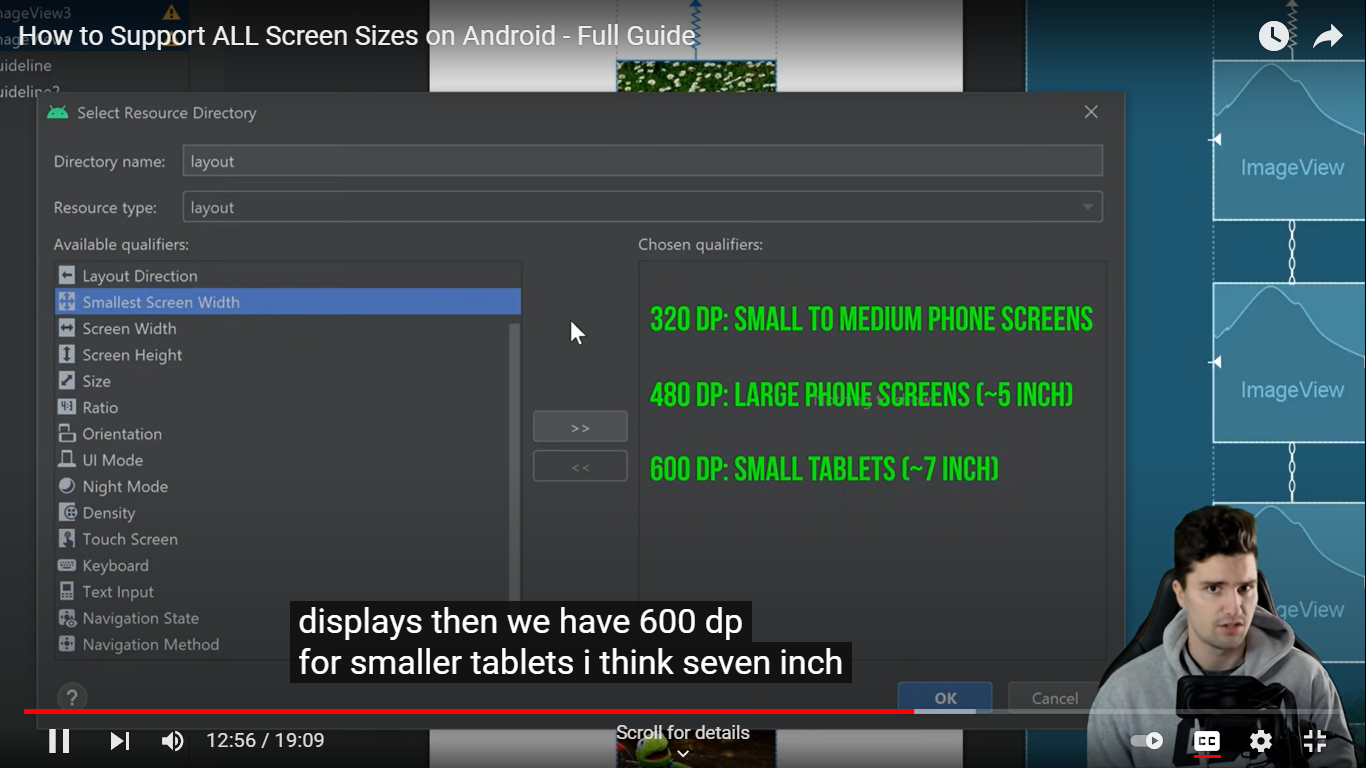 ageView3
How to Support ALL Screen Sizes on Android - Full Guide
uideline
uideline2
Select Resource Directory
Directory name: layout
Resource type: layout
Available qualifiers:
Chosen qualifiers:
Layout Direction
Smallest Screen Width
Screen Width
Screen Height
Size
Ratio
Orientation
UI Mode
Night Mode
Density
Touch Screen
Keyboard
Text Input
Navigation State
Navigation Method
>>
<<
320 DP: SMALL TO MEDIUM PHONE SCREENS
480 DP: LARGE PHONE SCREENS (~5 INCH)
600 DP: SMALL TABLETS (~7 INCH)
ImageView
ImageView
geView
displays then we have 600 dp
for smaller tablets i think seven inch
?
OK
Cancel
12:56 / 19:09
Scroll for details
CC